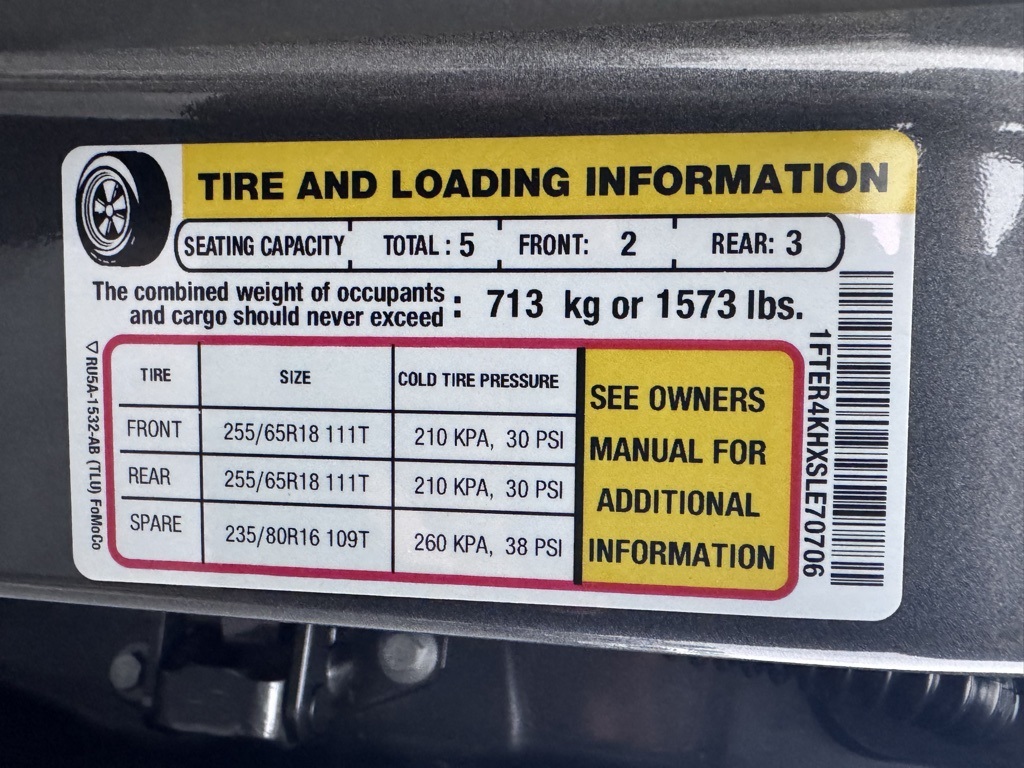 TIRE AND LOADING INFORMATION
SEATING CAPACITY TOTAL : 5 FRONT: 2 REAR: 3
The combined weight of occupants
and cargo should never exceed : 713 kg or 1573 lbs.
TIRE SIZE COLD TIRE PRESSURE
FRONT 255/65R18 111T 210 KPA, 30 PSI
REAR 255/65R18 111T 210 KPA, 30 PSI
SPARE 235/80R16 109T 260 KPA, 38 PSI
SEE OWNERS
MANUAL FOR
ADDITIONAL
INFORMATION
1FTER4KHXSLE70706
▽ RU5A-1532-AB (TLU) FoMoCo